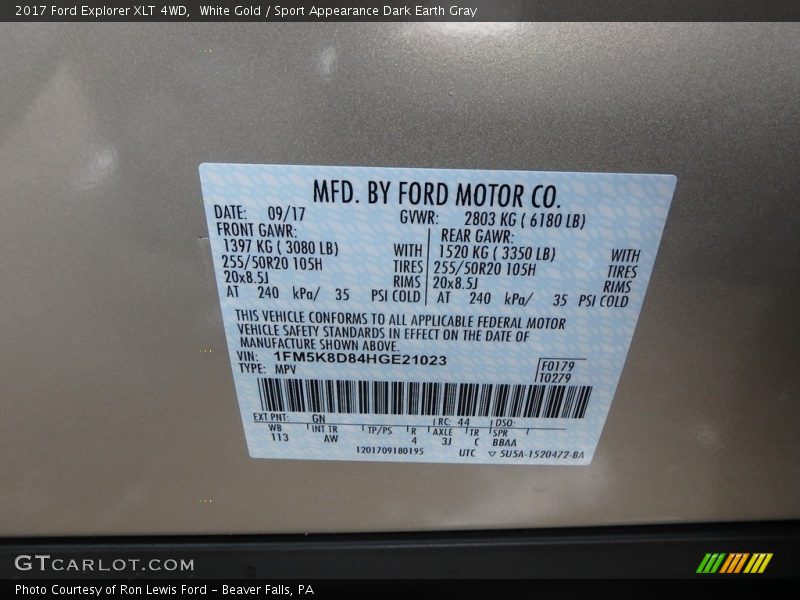 2017 Ford Explorer XLT 4WD,  White Gold / Sport Appearance Dark Earth Gray
MFD. BY FORD MOTOR CO.
DATE: 09/17 GVWR: 2803 KG ( 6180 LB)
FRONT GAWR: REAR GAWR:
1397 KG ( 3080 LB) WITH 1520 KG ( 3350 LB) WITH
255/50R20 105H TIRES 255/50R20 105H TIRES
20x8.5J RIMS 20x8.5J RIMS
AT 240 kPa/ 35 PSI COLD AT 240 kPa/ 35 PSI COLD
THIS VEHICLE CONFORMS TO ALL APPLICABLE FEDERAL MOTOR
VEHICLE SAFETY STANDARDS IN EFFECT ON THE DATE OF
MANUFACTURE SHOWN ABOVE.
VIN: 1FM5K8D84HGE21023 F0179
TYPE: MPV T0279
EXT PNT: GN RC: 44 DSO:
WB INT TR TP/PS R AXLE TR SPR
113 AW 4 3J C BBAA
1201709180195 UTC ▽ 5U5A-1520472-BA
GTCARLOT.COM
Photo Courtesy of Ron Lewis Ford - Beaver Falls, PA